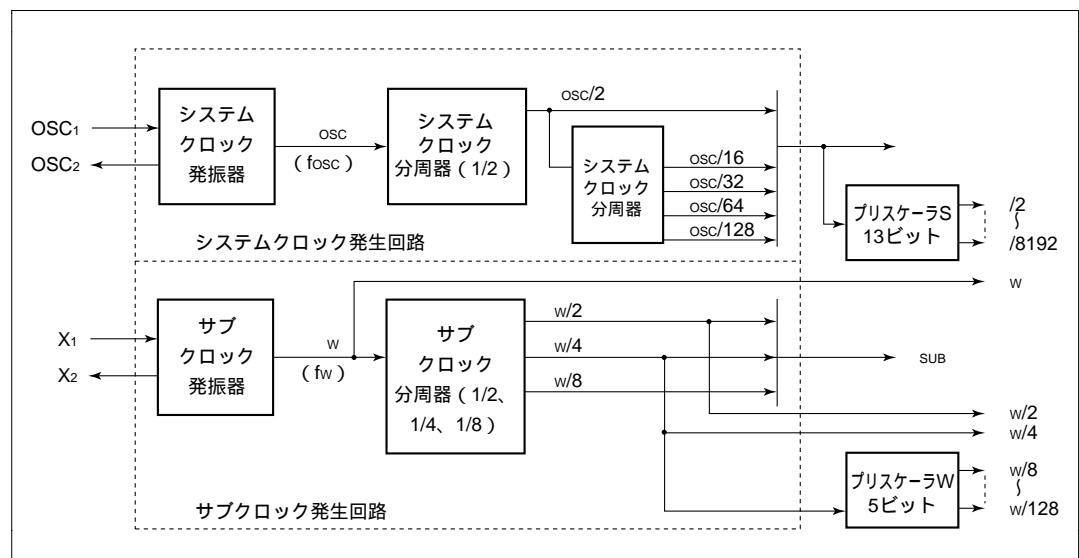 OSC1
OSC2
システム
クロック
発振器
OSC
(fOSC)
システム
クロック
分周器(1/2)
OSC/2
システム
クロック
分周器
OSC/16
OSC/32
OSC/64
OSC/128
プリスケーラS
13ビット
/2
~
/8192
システムクロック発生回路
W
X1
X2
サブ
クロック
発振器
W
(fW)
サブ
クロック
分周器(1/2、
1/4、1/8)
W/2
W/4
W/8
SUB
W/2
W/4
プリスケーラW
5ビット
W/8
~
W/128
サブクロック発生回路